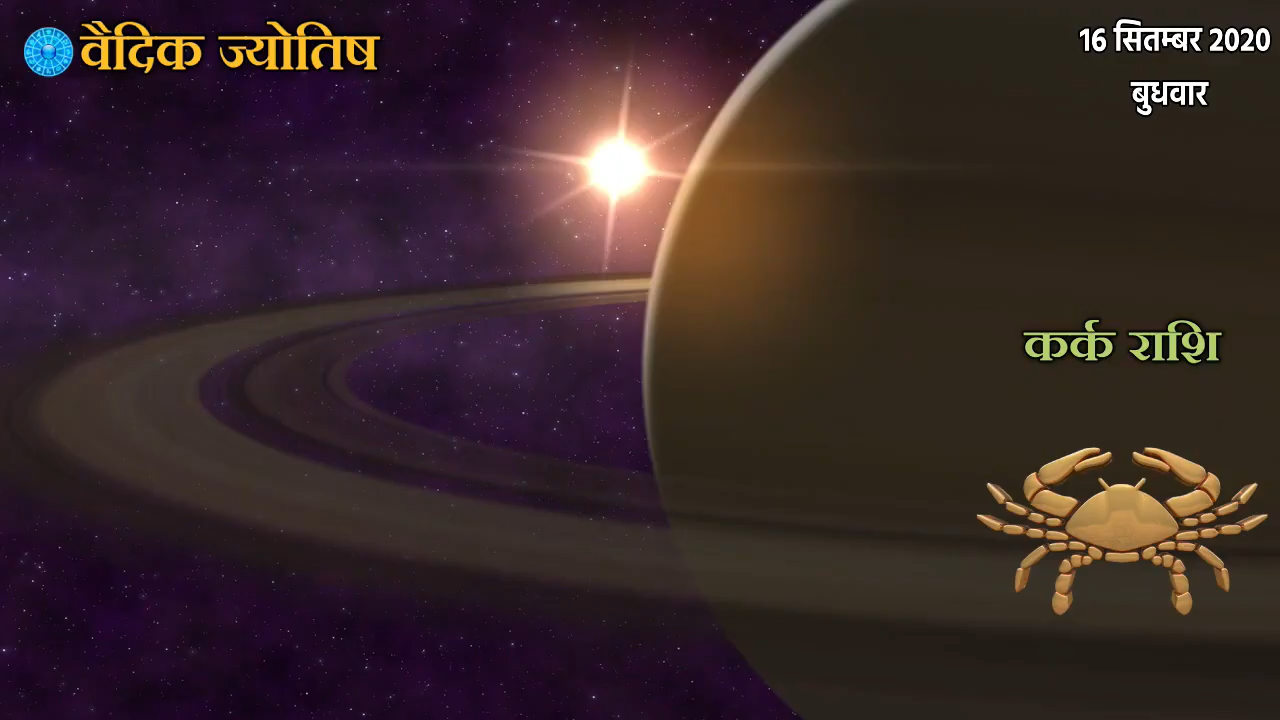 वैदिक ज्योतिष
16 सितम्बर 2020
बुधवार
कर्क राशि